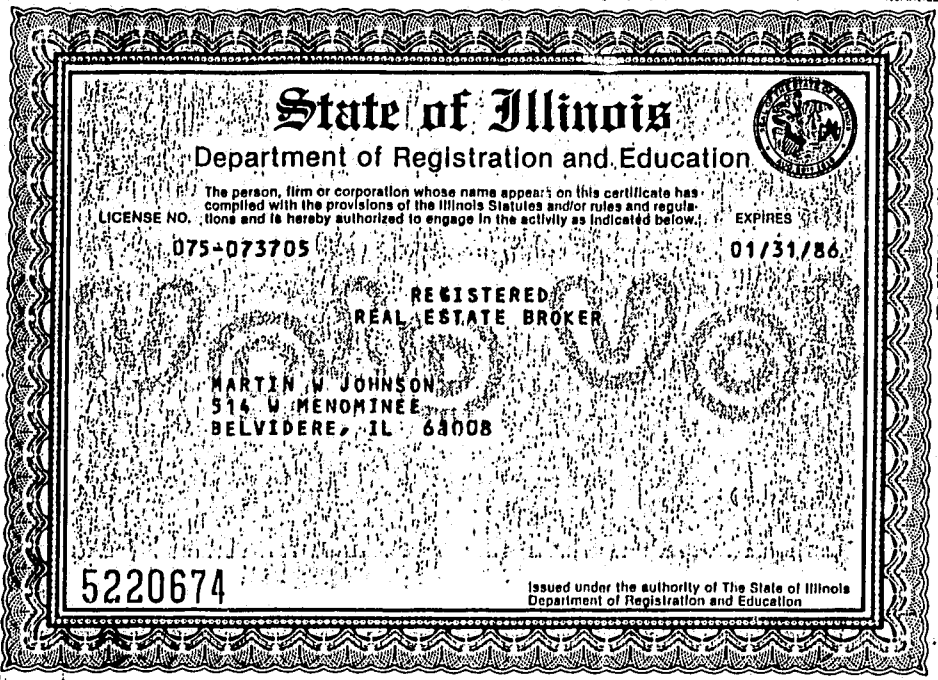 State of Illinois
Department of Registration and Education
The person, firm or corporation whose name appears on this certificate has
complied with the provisions of the Illinois Statutes and/or rules and regula-
LICENSE NO. tions and is hereby authorized to engage in the activity as indicated below. EXPIRES
075-073705 01/31/86
REGISTERED
REAL ESTATE BROKER
MARTIN W JOHNSON
514 W MENOMINEE
BELVIDERE, IL 61008
5220674
Issued under the authority of The State of Illinois
Department of Registration and Education